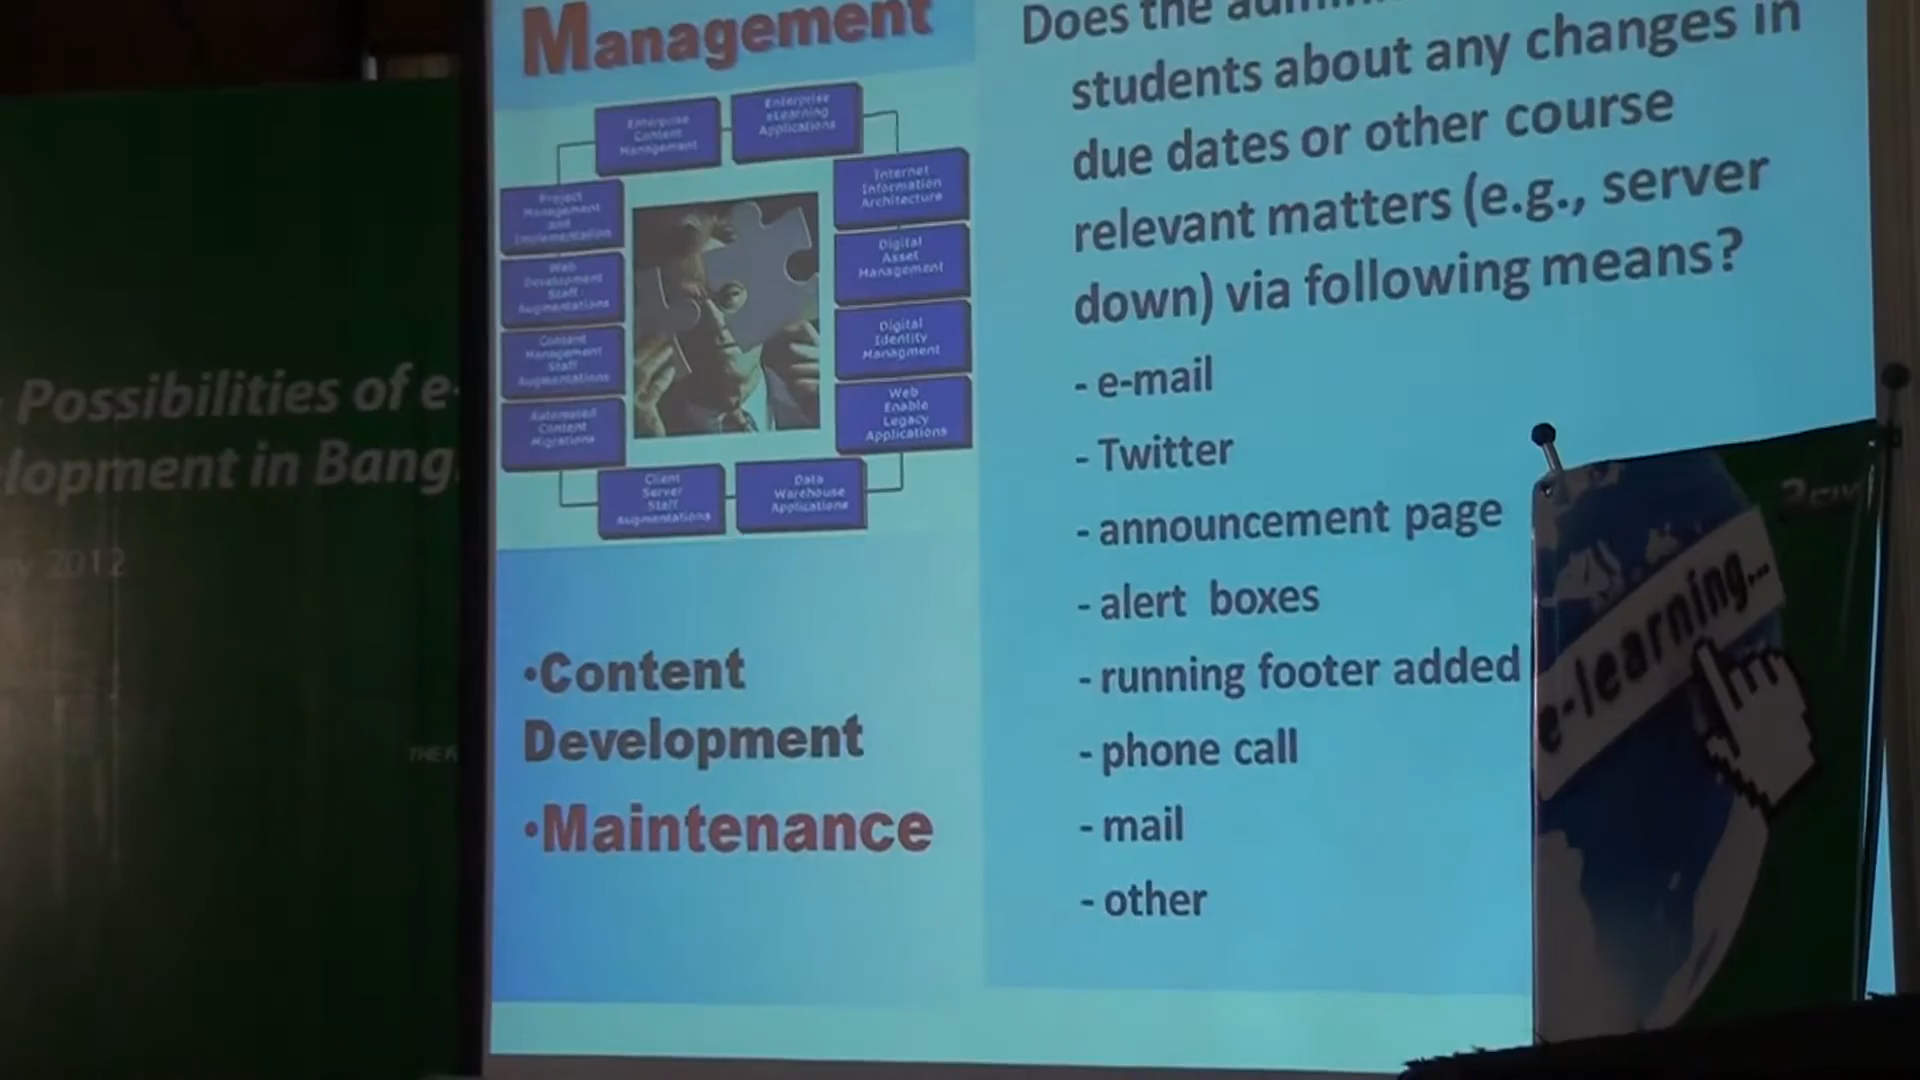 Possibilities of e-
lopment in Bang
2012
Management
Enterprise
Content
Management
Enterprise
eLearning
Applications
Project
Management
and
Implementation
Internet
Information
Architecture
Web
Development
Staff
Augmentations
Digital
Asset
Management
Content
Management
Staff
Augmentations
Digital
Identity
Managment
Automated
Content
Migrations
Web
Enable
Legacy
Applications
Client
Server
Staff
Augmentations
Data
Warehouse
Applications
•Content
Development
•Maintenance
Does the
students about any changes in
due dates or other course
relevant matters (e.g., server
down) via following means?
- e-mail
- Twitter
- announcement page
- alert boxes
- running footer added
- phone call
- mail
- other
e-learning...